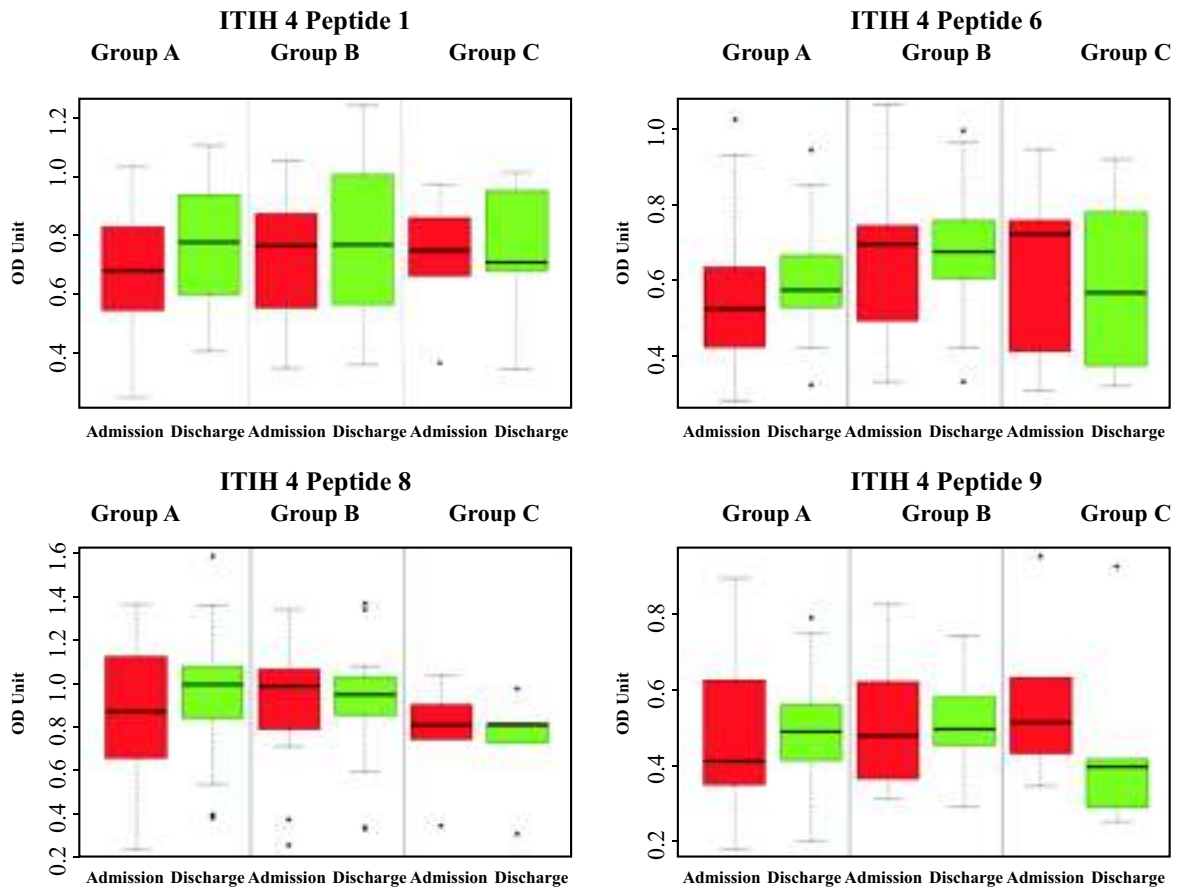 ITIH 4 Peptide 1
Group A Group B Group C
OD Unit
1.2
1.0
0.8
0.6
0.4
Admission Discharge Admission Discharge Admission Discharge
ITIH 4 Peptide 6
Group A Group B Group C
OD Unit
1.0
0.8
0.6
0.4
Admission Discharge Admission Discharge Admission Discharge
ITIH 4 Peptide 8
Group A Group B Group C
OD Unit
1.6
1.4
1.2
1.0
0.8
0.6
0.4
0.2
Admission Discharge Admission Discharge Admission Discharge
ITIH 4 Peptide 9
Group A Group B Group C
OD Unit
0.8
0.6
0.4
0.2
Admission Discharge Admission Discharge Admission Discharge